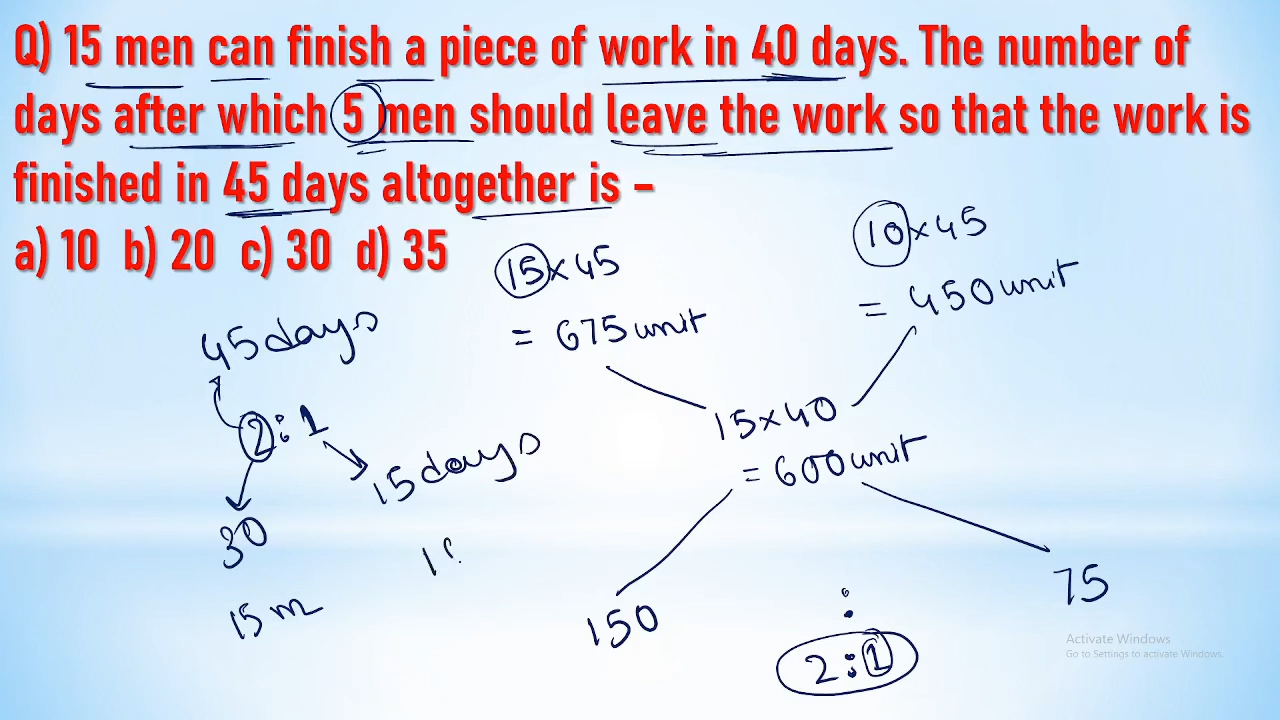 Q) 15 men can finish a piece of work in 40 days. The number of
days after which 5 men should leave the work so that the work is
finished in 45 days altogether is –
a) 10 b) 20 c) 30 d) 35
15×45
= 675 unit
10×45
= 450 unit
45 days
2:1
15 days
30
15 m
15×40
= 600 unit
150
75
:
2:1
Activate Windows
Go to Settings to activate Windows.